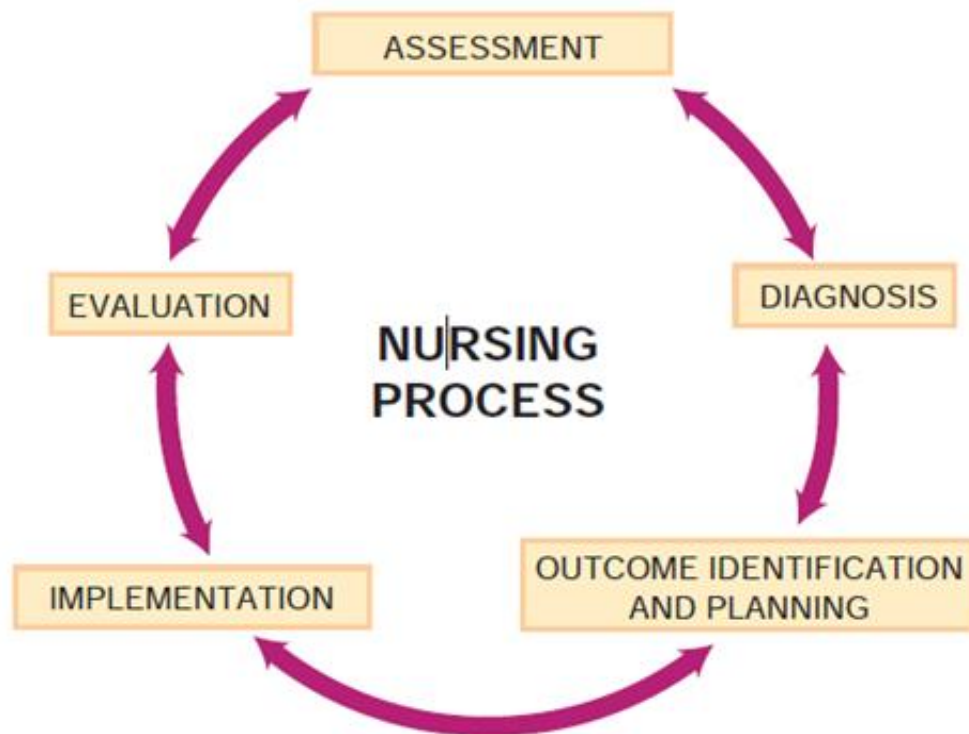 ASSESSMENT
DIAGNOSIS
OUTCOME IDENTIFICATION
AND PLANNING
IMPLEMENTATION
EVALUATION
NURSING
PROCESS